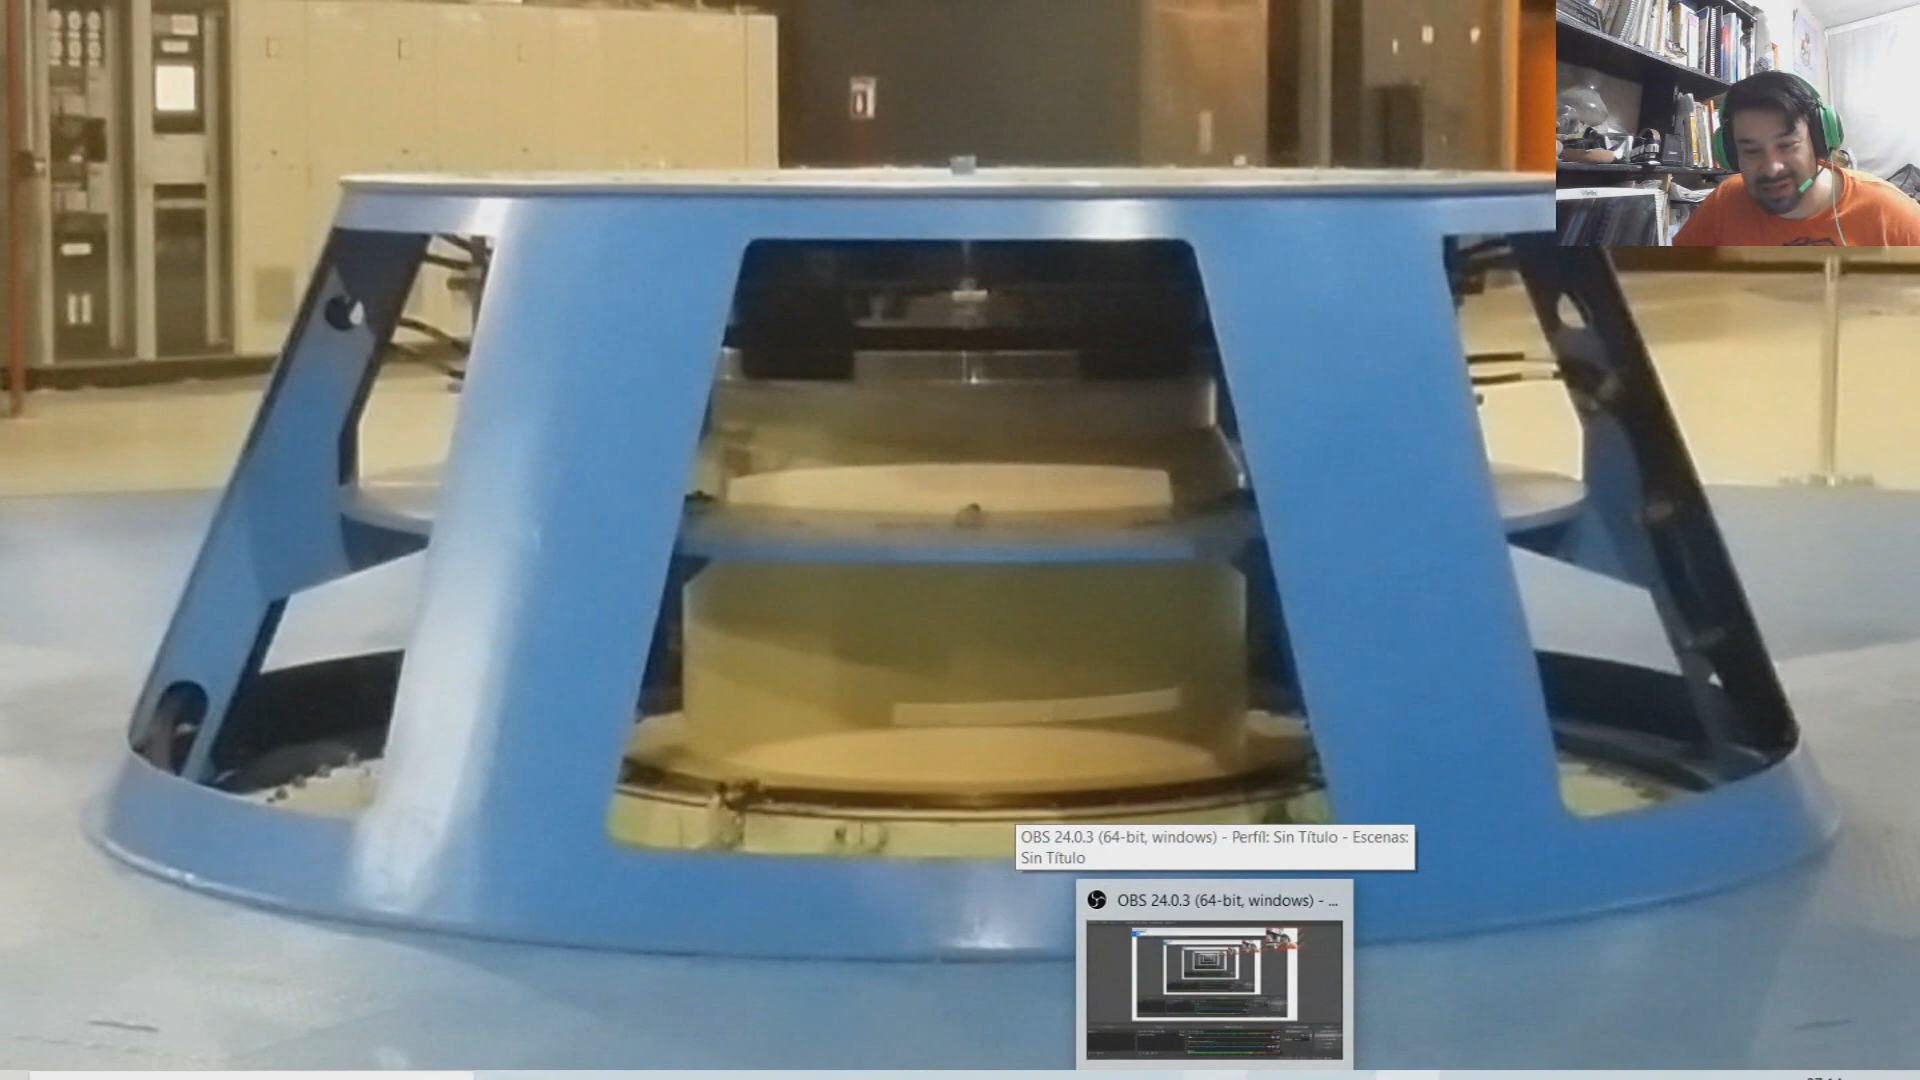 OBS 24.0.3 (64-bit, windows) - Perfil: Sin Título - Escenas:
Sin Título
OBS 24.0.3 (64-bit, windows) - ...